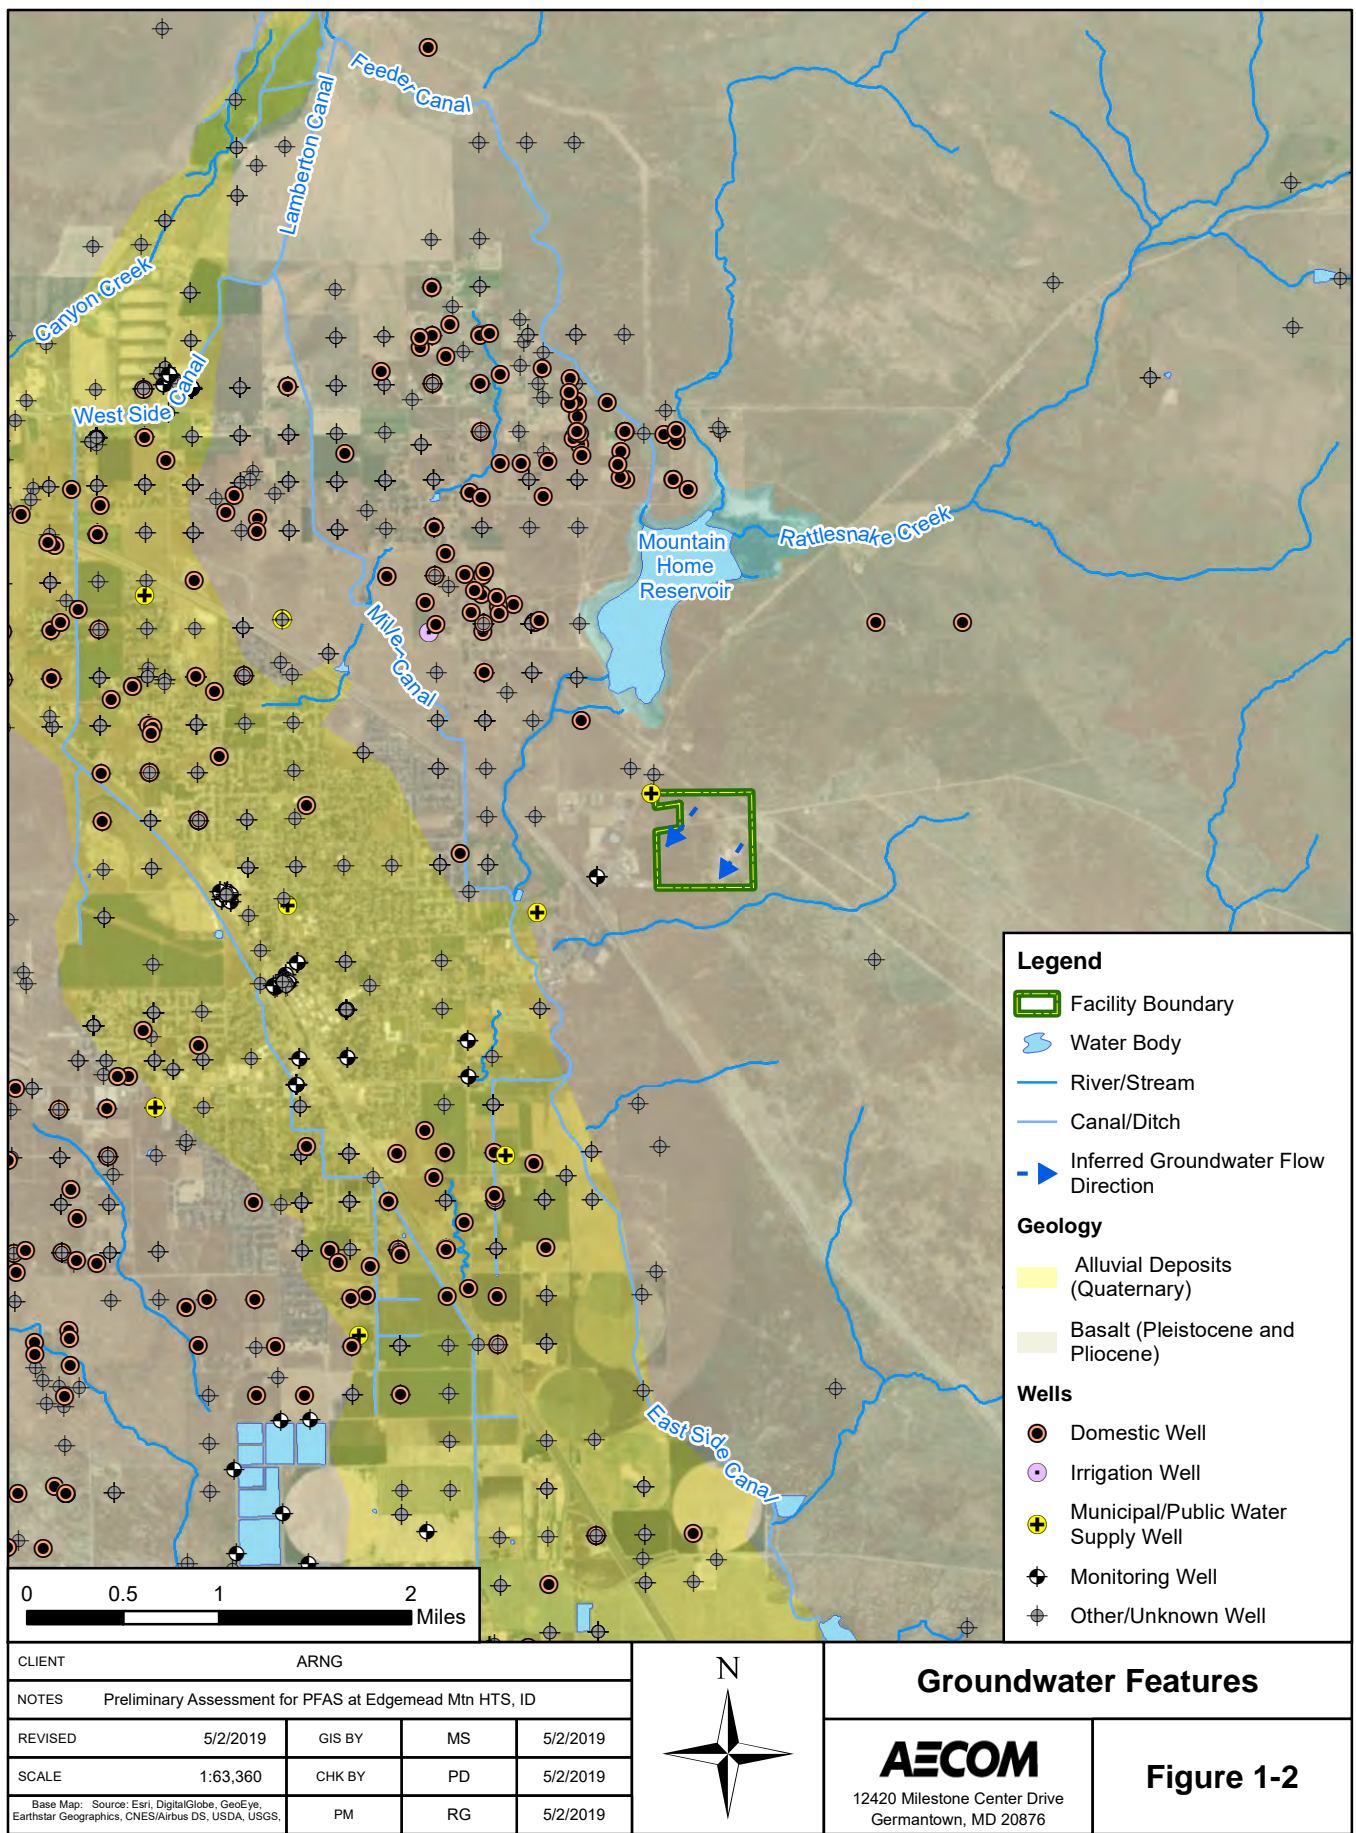 Feeder Canal
Lamberton Canal
Canyon Creek
West Side Canal
Mountain
Home
Reservoir
Rattlesnake Creek
East Side Canal
Legend
Facility Boundary
Water Body
River/Stream
Canal/Ditch
Inferred Groundwater Flow
Direction
Geology
Alluvial Deposits
(Quaternary)
Basalt (Pleistocene and
Pliocene)
Wells
Domestic Well
Irrigation Well
Municipal/Public Water
Supply Well
Monitoring Well
Other/Unknown Well
0 0.5 1 2
Miles
CLIENT ARNG
NOTES Preliminary Assessment for PFAS at Edgemead Mtn HTS, ID
REVISED 5/2/2019 GIS BY MS 5/2/2019
SCALE 1:63,360 CHK BY PD 5/2/2019
Base Map: Source: Esri, DigitalGlobe, GeoEye,
Earthstar Geographics, CNES/Airbus DS, USDA, USGS,
PM RG 5/2/2019
N
Groundwater Features
AECOM
12420 Milestone Center Drive
Germantown, MD 20876
Figure 1-2